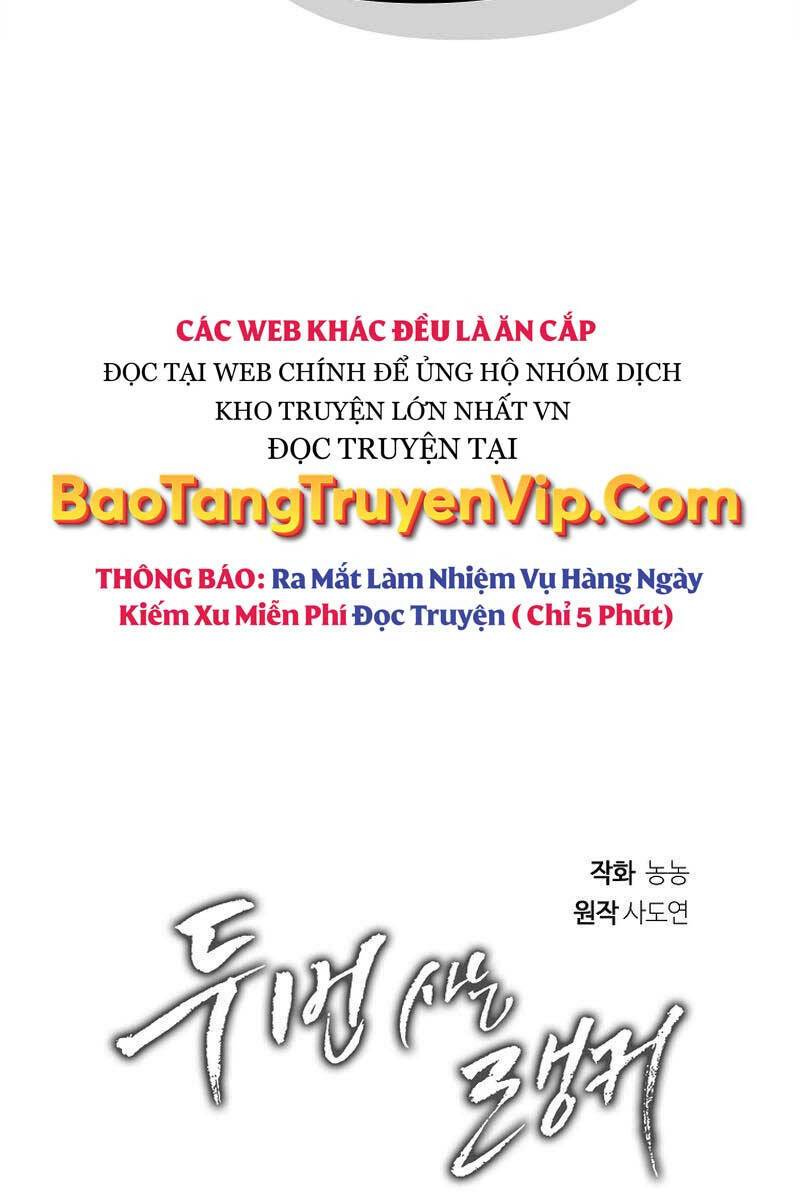 CÁC WEB KHÁC ĐỀU LÀ ĂN CẮP
ĐỌC TẠI WEB CHÍNH ĐỂ ỦNG HỘ NHÓM DỊCH
KHO TRUYỆN LỚN NHẤT VN
ĐỌC TRUYỆN TẠI
BaoTangTruyenVip.Com
THÔNG BÁO: Ra Mắt Làm Nhiệm Vụ Hàng Ngày
Kiếm Xu Miễn Phí Đọc Truyện ( Chỉ 5 Phút)
작화 농농
원작 사도연
두 번 사는
랭커